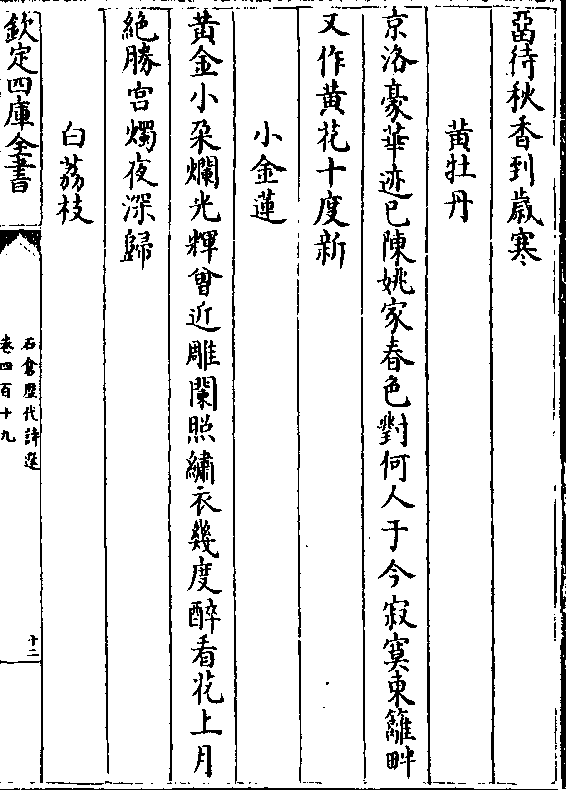 畱待秋香到歲寒
黄牡丹
京洛豪華迹已陳姚家春色對何人于今寂寞東籬畔
又作黄花十度新
小金蓮
黄金小朶爛光輝曾近雕闌照繡衣幾度醉看花上月
絶勝宫燭夜深歸
白荔枝
欽定四庫全書
石倉歷代詩選
卷四百十九
十二